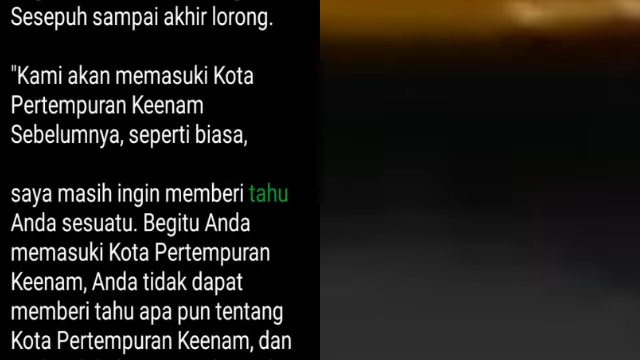 Sesepuh sampai akhir lorong.
"Kami akan memasuki Kota
Pertempuran Keenam
Sebelumnya, seperti biasa,
saya masih ingin memberi tahu
Anda sesuatu. Begitu Anda
memasuki Kota Pertempuran
Keenam, Anda tidak dapat
memberi tahu apa pun tentang
Kota Pertempuran Keenam, dan